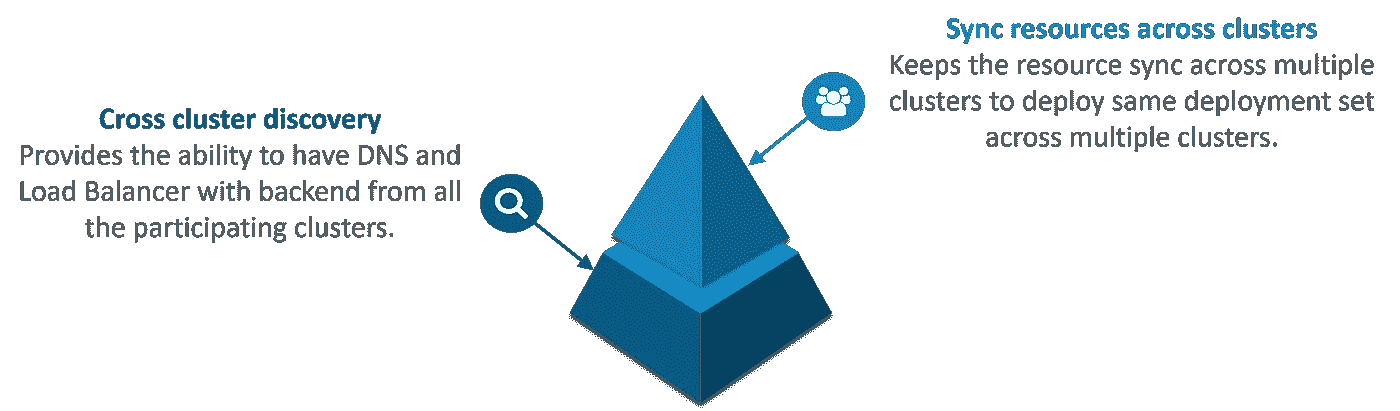 Cross cluster discovery
Provides the ability to have DNS and
Load Balancer with backend from all
the participating clusters.
Sync resources across clusters
Keeps the resource sync across multiple
clusters to deploy same deployment set
across multiple clusters.